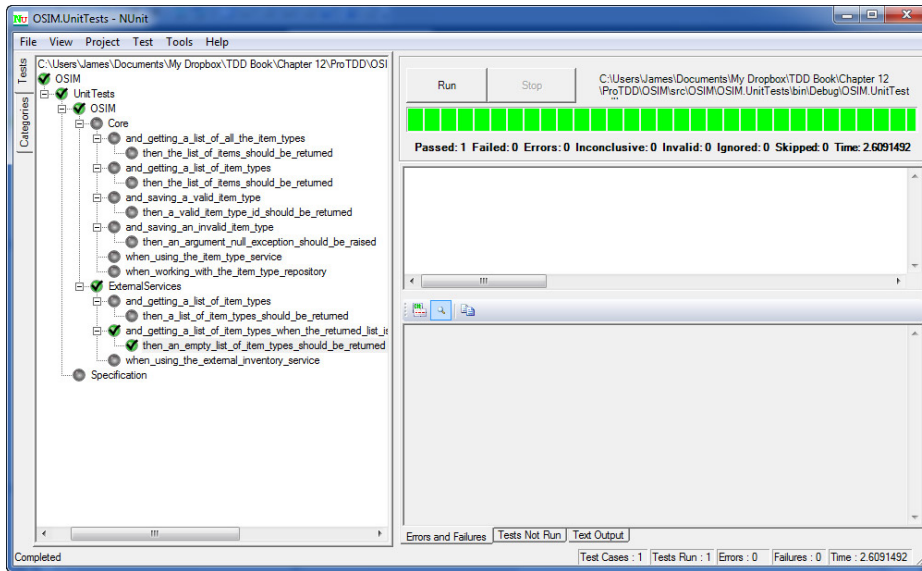 OSIM.UnitTests - NUnit
File View Project Test Tools Help
Tests
Categories
C:\Users\James\Documents\My Dropbox\TDD Book\Chapter 12\ProTDD\OSI
OSIM
UnitTests
OSIM
Core
and_getting_a_list_of_all_the_item_types
then_the_list_of_items_should_be_returned
and_getting_a_list_of_item_types
then_the_list_of_items_should_be_returned
and_saving_a_valid_item_type
then_a_valid_item_type_id_should_be_returned
and_saving_an_invalid_item_type
then_an_argument_null_exception_should_be_raised
when_using_the_item_type_service
when_working_with_the_item_type_repository
ExternalServices
and_getting_a_list_of_item_types
then_a_list_of_item_types_should_be_returned
and_getting_a_list_of_item_types_when_the_returned_list_is
then_an_empty_list_of_item_types_should_be_returned
when_using_the_external_inventory_service
Specification
Run
Stop
C:\Users\James\Documents\My Dropbox\TDD Book\Chapter 12
\ProTDD\OSIM\src\OSIM\OSIM.UnitTests\bin\Debug\OSIM.UnitTest
Passed: 1 Failed: 0 Errors: 0 Inconclusive: 0 Invalid: 0 Ignored: 0 Skipped: 0 Time: 2.6091492
Errors and Failures Tests Not Run Text Output
Completed
Test Cases : 1 Tests Run : 1 Errors : 0 Failures : 0 Time : 2.6091492